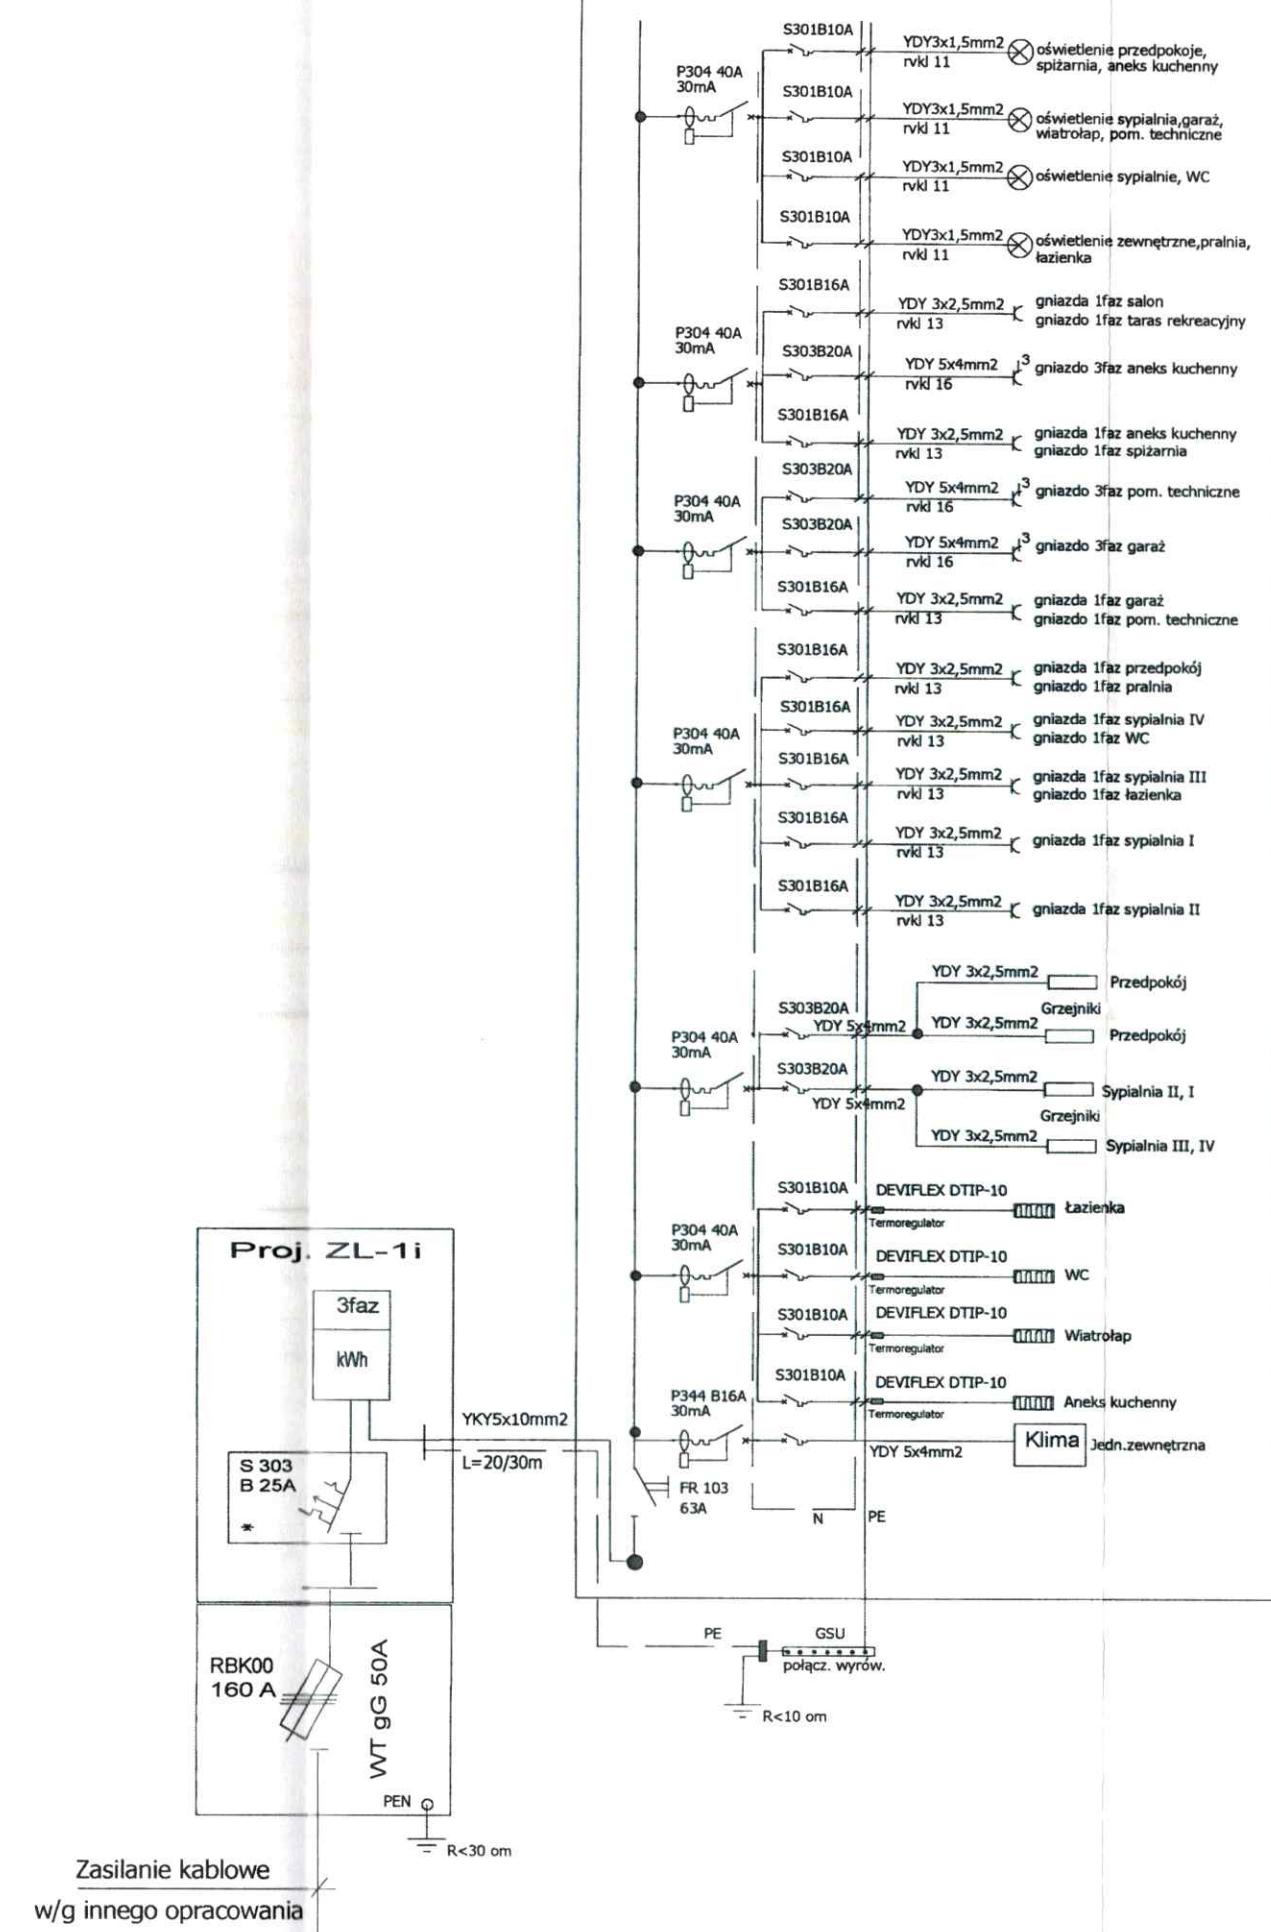 S301B10A
YDY3x1,5mm2
rvkl 11
oświetlenie przedpokoje,
spiżarnia, aneks kuchenny
P304 40A
30mA
S301B10A
YDY3x1,5mm2
rvkl 11
oświetlenie sypialnia,garaż,
wiatrołap, pom. techniczne
S301B10A
YDY3x1,5mm2
rvkl 11
oświetlenie sypialnie, WC
S301B10A
YDY3x1,5mm2
rvkl 11
oświetlenie zewnętrzne,pralnia,
łazienka
S301B16A
YDY 3x2,5mm2
rvkl 13
gniazda 1faz salon
gniazdo 1faz taras rekreacyjny
P304 40A
30mA
S303B20A
YDY 5x4mm2
rvkl 16
3
gniazdo 3faz aneks kuchenny
S301B16A
YDY 3x2,5mm2
rvkl 13
gniazda 1faz aneks kuchenny
gniazdo 1faz spiżarnia
S303B20A
YDY 5x4mm2
rvkl 16
3
gniazdo 3faz pom. techniczne
P304 40A
30mA
S303B20A
YDY 5x4mm2
rvkl 16
3
gniazdo 3faz garaż
S301B16A
YDY 3x2,5mm2
rvkl 13
gniazda 1faz garaż
gniazdo 1faz pom. techniczne
S301B16A
YDY 3x2,5mm2
rvkl 13
gniazda 1faz przedpokój
gniazdo 1faz pralnia
S301B16A
YDY 3x2,5mm2
rvkl 13
gniazda 1faz sypialnia IV
gniazdo 1faz WC
P304 40A
30mA
S301B16A
YDY 3x2,5mm2
rvkl 13
gniazda 1faz sypialnia III
gniazdo 1faz łazienka
S301B16A
YDY 3x2,5mm2
rvkl 13
gniazda 1faz sypialnia I
S301B16A
YDY 3x2,5mm2
rvkl 13
gniazda 1faz sypialnia II
YDY 3x2,5mm2
Przedpokój
S303B20A
Grzejniki
YDY 5x4mm2
YDY 3x2,5mm2
Przedpokój
P304 40A
30mA
S303B20A
YDY 5x4mm2
YDY 3x2,5mm2
Sypialnia II, I
Grzejniki
YDY 3x2,5mm2
Sypialnia III, IV
S301B10A
DEVIFLEX DTIP-10
Termoregulator
Łazienka
P304 40A
30mA
S301B10A
DEVIFLEX DTIP-10
Termoregulator
WC
S301B10A
DEVIFLEX DTIP-10
Termoregulator
Wiatrołap
S301B10A
DEVIFLEX DTIP-10
Termoregulator
Aneks kuchenny
P344 B16A
30mA
YDY 5x4mm2
Klima
Jedn.zewnętrzna
FR 103
63A
N
PE
Proj. ZL-1i
3faz
kWh
YKY5x10mm2
L=20/30m
S 303
B 25A
*
PE
GSU
połącz. wyrów.
R<10 om
RBK00
160 A
WT gG 50A
PEN
R<30 om
Zasilanie kablowe
w/g innego opracowania